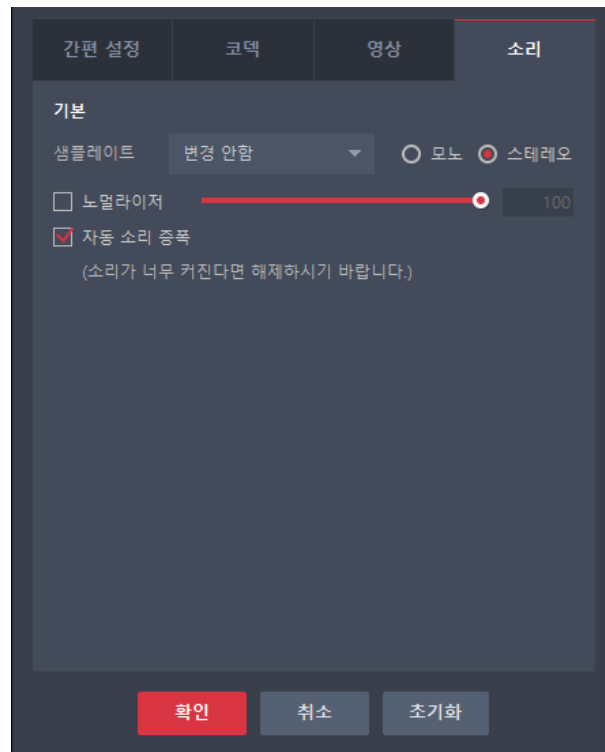 간편 설정 코덱 영상 소리
기본
샘플레이트 변경 안함 모노 스테레오
노멀라이저 100
자동 소리 증폭
(소리가 너무 커진다면 해제하시기 바랍니다.)
확인 취소 초기화